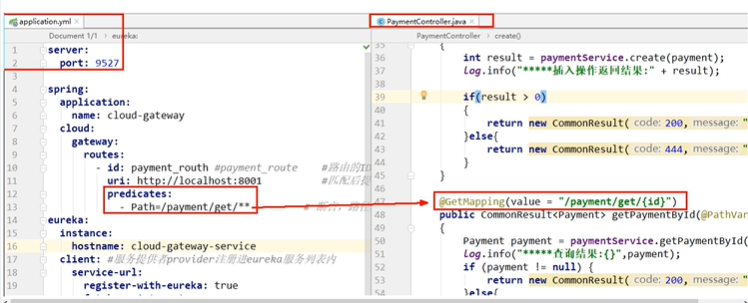 application.yml
Document 1/1 eureka:
1 server:
2 port: 9527
3
4 spring:
5 application:
6 name: cloud-gateway
7 cloud:
8 gateway:
9 routes:
10 - id: payment_routh #payment_route #路由的ID
11 uri: http://localhost:8001 #匹配后提
12 predicates:
13 - Path=/payment/get/**
14 eureka:
15 instance:
16 hostname: cloud-gateway-service
17 client: #服务提供者provider注册进eureka服务列表内
18 service-url:
19 register-with-eureka: true
PaymentController.java
PaymentController create()
35 {
36 int result = paymentService.create(payment);
37 log.info("*****插入操作返回结果:" + result);
38
39 if(result > 0)
40 {
41 return new CommonResult( code: 200, message: "
42 }else{
43 return new CommonResult( code: 444, message: "
44 }
45 }
46
47 @GetMapping(value = "/payment/get/{id}")
48 public CommonResult<Payment> getPaymentById(@PathVar
49 {
50 Payment payment = paymentService.getPaymentById(
51 log.info("*****查询结果:{}",payment);
52 if (payment != null) {
53 return new CommonResult( code: 200, message: "
}else{